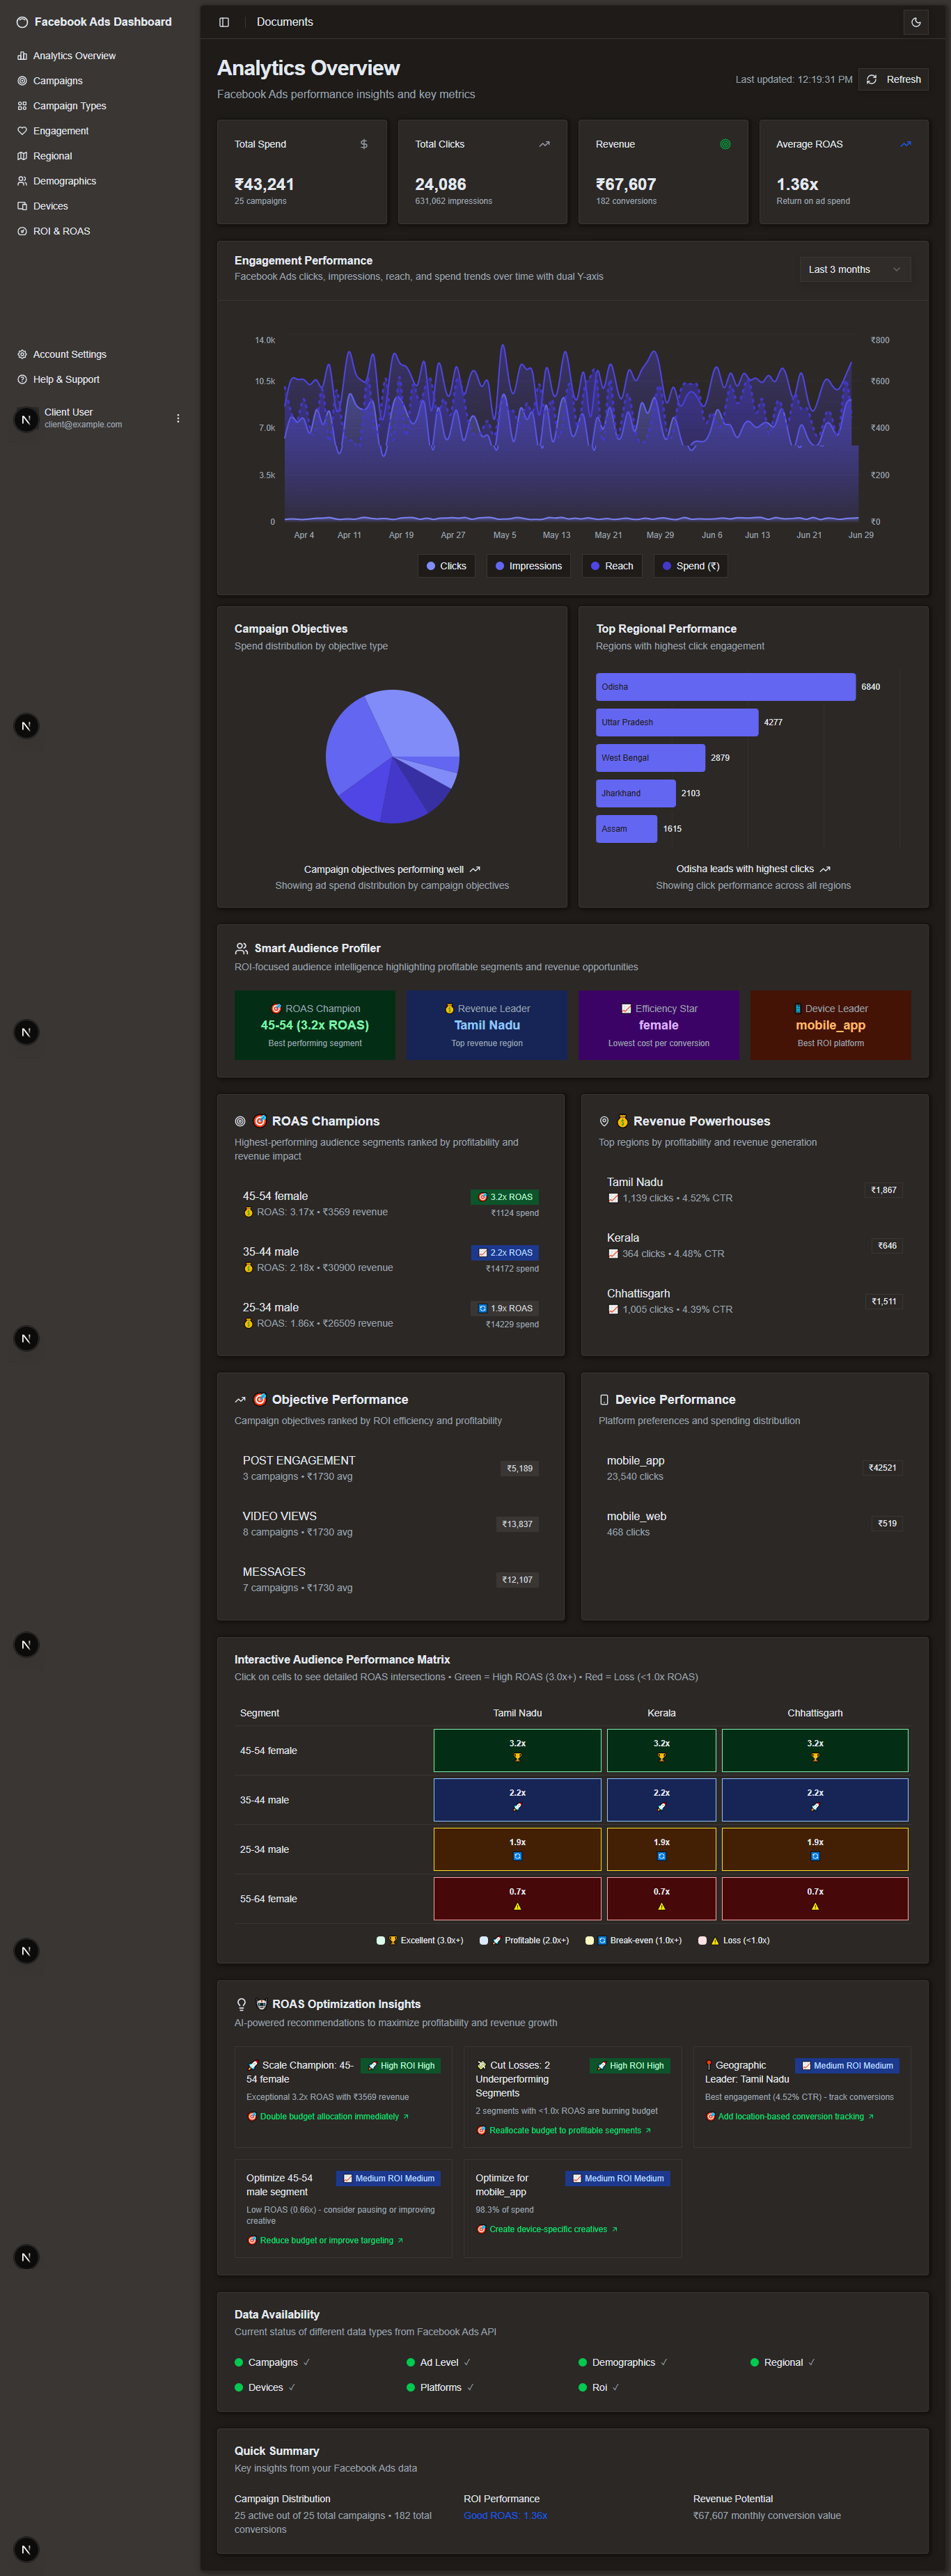 Facebook Ads Dashboard
Analytics Overview
Campaigns
Campaign Types
Engagement
Regional
Demographics
Devices
ROI & ROAS
Account Settings
Help & Support
N
Client User
client@example.com
Documents
Analytics Overview
Facebook Ads performance insights and key metrics
Last updated: 12:19:31 PM
Refresh
Total Spend
₹43,241
25 campaigns
Total Clicks
24,086
631,062 impressions
Revenue
₹67,607
182 conversions
Average ROAS
1.36x
Return on ad spend
Engagement Performance
Facebook Ads clicks, impressions, reach, and spend trends over time with dual Y-axis
Last 3 months
14.0k
10.5k
7.0k
3.5k
0
₹800
₹600
₹400
₹200
₹0
Apr 4 Apr 11 Apr 19 Apr 27 May 5 May 13 May 21 May 29 Jun 6 Jun 13 Jun 21 Jun 29
Clicks Impressions Reach Spend (₹)
Campaign Objectives
Spend distribution by objective type
Campaign objectives performing well
Showing ad spend distribution by campaign objectives
Top Regional Performance
Regions with highest click engagement
Odisha 6840
Uttar Pradesh 4277
West Bengal 2879
Jharkhand 2103
Assam 1615
Odisha leads with highest clicks
Showing click performance across all regions
N
Smart Audience Profiler
ROI-focused audience intelligence highlighting profitable segments and revenue opportunities
🎯 ROAS Champion
45-54 (3.2x ROAS)
Best performing segment
💰 Revenue Leader
Tamil Nadu
Top revenue region
📈 Efficiency Star
female
Lowest cost per conversion
📱 Device Leader
mobile_app
Best ROI platform
N
🎯 ROAS Champions
Highest-performing audience segments ranked by profitability and
revenue impact
45-54 female
💰 ROAS: 3.17x • ₹3569 revenue
🎯 3.2x ROAS
₹1124 spend
35-44 male
💰 ROAS: 2.18x • ₹30900 revenue
📈 2.2x ROAS
₹14172 spend
25-34 male
💰 ROAS: 1.86x • ₹26509 revenue
🔄 1.9x ROAS
₹14229 spend
💰 Revenue Powerhouses
Top regions by profitability and revenue generation
Tamil Nadu
📈 1,139 clicks • 4.52% CTR
₹1,867
Kerala
📈 364 clicks • 4.48% CTR
₹646
Chhattisgarh
📈 1,005 clicks • 4.39% CTR
₹1,511
N
🎯 Objective Performance
Campaign objectives ranked by ROI efficiency and profitability
POST ENGAGEMENT
3 campaigns • ₹1730 avg
₹5,189
VIDEO VIEWS
8 campaigns • ₹1730 avg
₹13,837
MESSAGES
7 campaigns • ₹1730 avg
₹12,107
Device Performance
Platform preferences and spending distribution
mobile_app
23,540 clicks
₹42521
mobile_web
468 clicks
₹519
N
Interactive Audience Performance Matrix
Click on cells to see detailed ROAS intersections • Green = High ROAS (3.0x+) • Red = Loss (<1.0x ROAS)
Segment Tamil Nadu Kerala Chhattisgarh
45-54 female 3.2x 🏆 3.2x 🏆 3.2x 🏆
35-44 male 2.2x 🚀 2.2x 🚀 2.2x 🚀
25-34 male 1.9x 🔄 1.9x 🔄 1.9x 🔄
55-64 female 0.7x ⚠️ 0.7x ⚠️ 0.7x ⚠️
🏆 Excellent (3.0x+) 🚀 Profitable (2.0x+) 🔄 Break-even (1.0x+) ⚠️ Loss (<1.0x)
N
🤖 ROAS Optimization Insights
AI-powered recommendations to maximize profitability and revenue growth
🚀 Scale Champion: 45-
54 female
🚀 High ROI High
Exceptional 3.2x ROAS with ₹3569 revenue
🎯 Double budget allocation immediately ↗
💸 Cut Losses: 2
Underperforming
Segments
🚀 High ROI High
2 segments with <1.0x ROAS are burning budget
🎯 Reallocate budget to profitable segments ↗
📍 Geographic
Leader: Tamil Nadu
📈 Medium ROI Medium
Best engagement (4.52% CTR) - track conversions
🎯 Add location-based conversion tracking ↗
Optimize 45-54
male segment
📈 Medium ROI Medium
Low ROAS (0.66x) - consider pausing or improving
creative
🎯 Reduce budget or improve targeting ↗
Optimize for
mobile_app
📈 Medium ROI Medium
98.3% of spend
🎯 Create device-specific creatives ↗
N
Data Availability
Current status of different data types from Facebook Ads API
Campaigns ✓ Ad Level ✓ Demographics ✓ Regional ✓
Devices ✓ Platforms ✓ Roi ✓
Quick Summary
Key insights from your Facebook Ads data
Campaign Distribution
25 active out of 25 total campaigns • 182 total
conversions
ROI Performance
Good ROAS: 1.36x
Revenue Potential
₹67,607 monthly conversion value
N